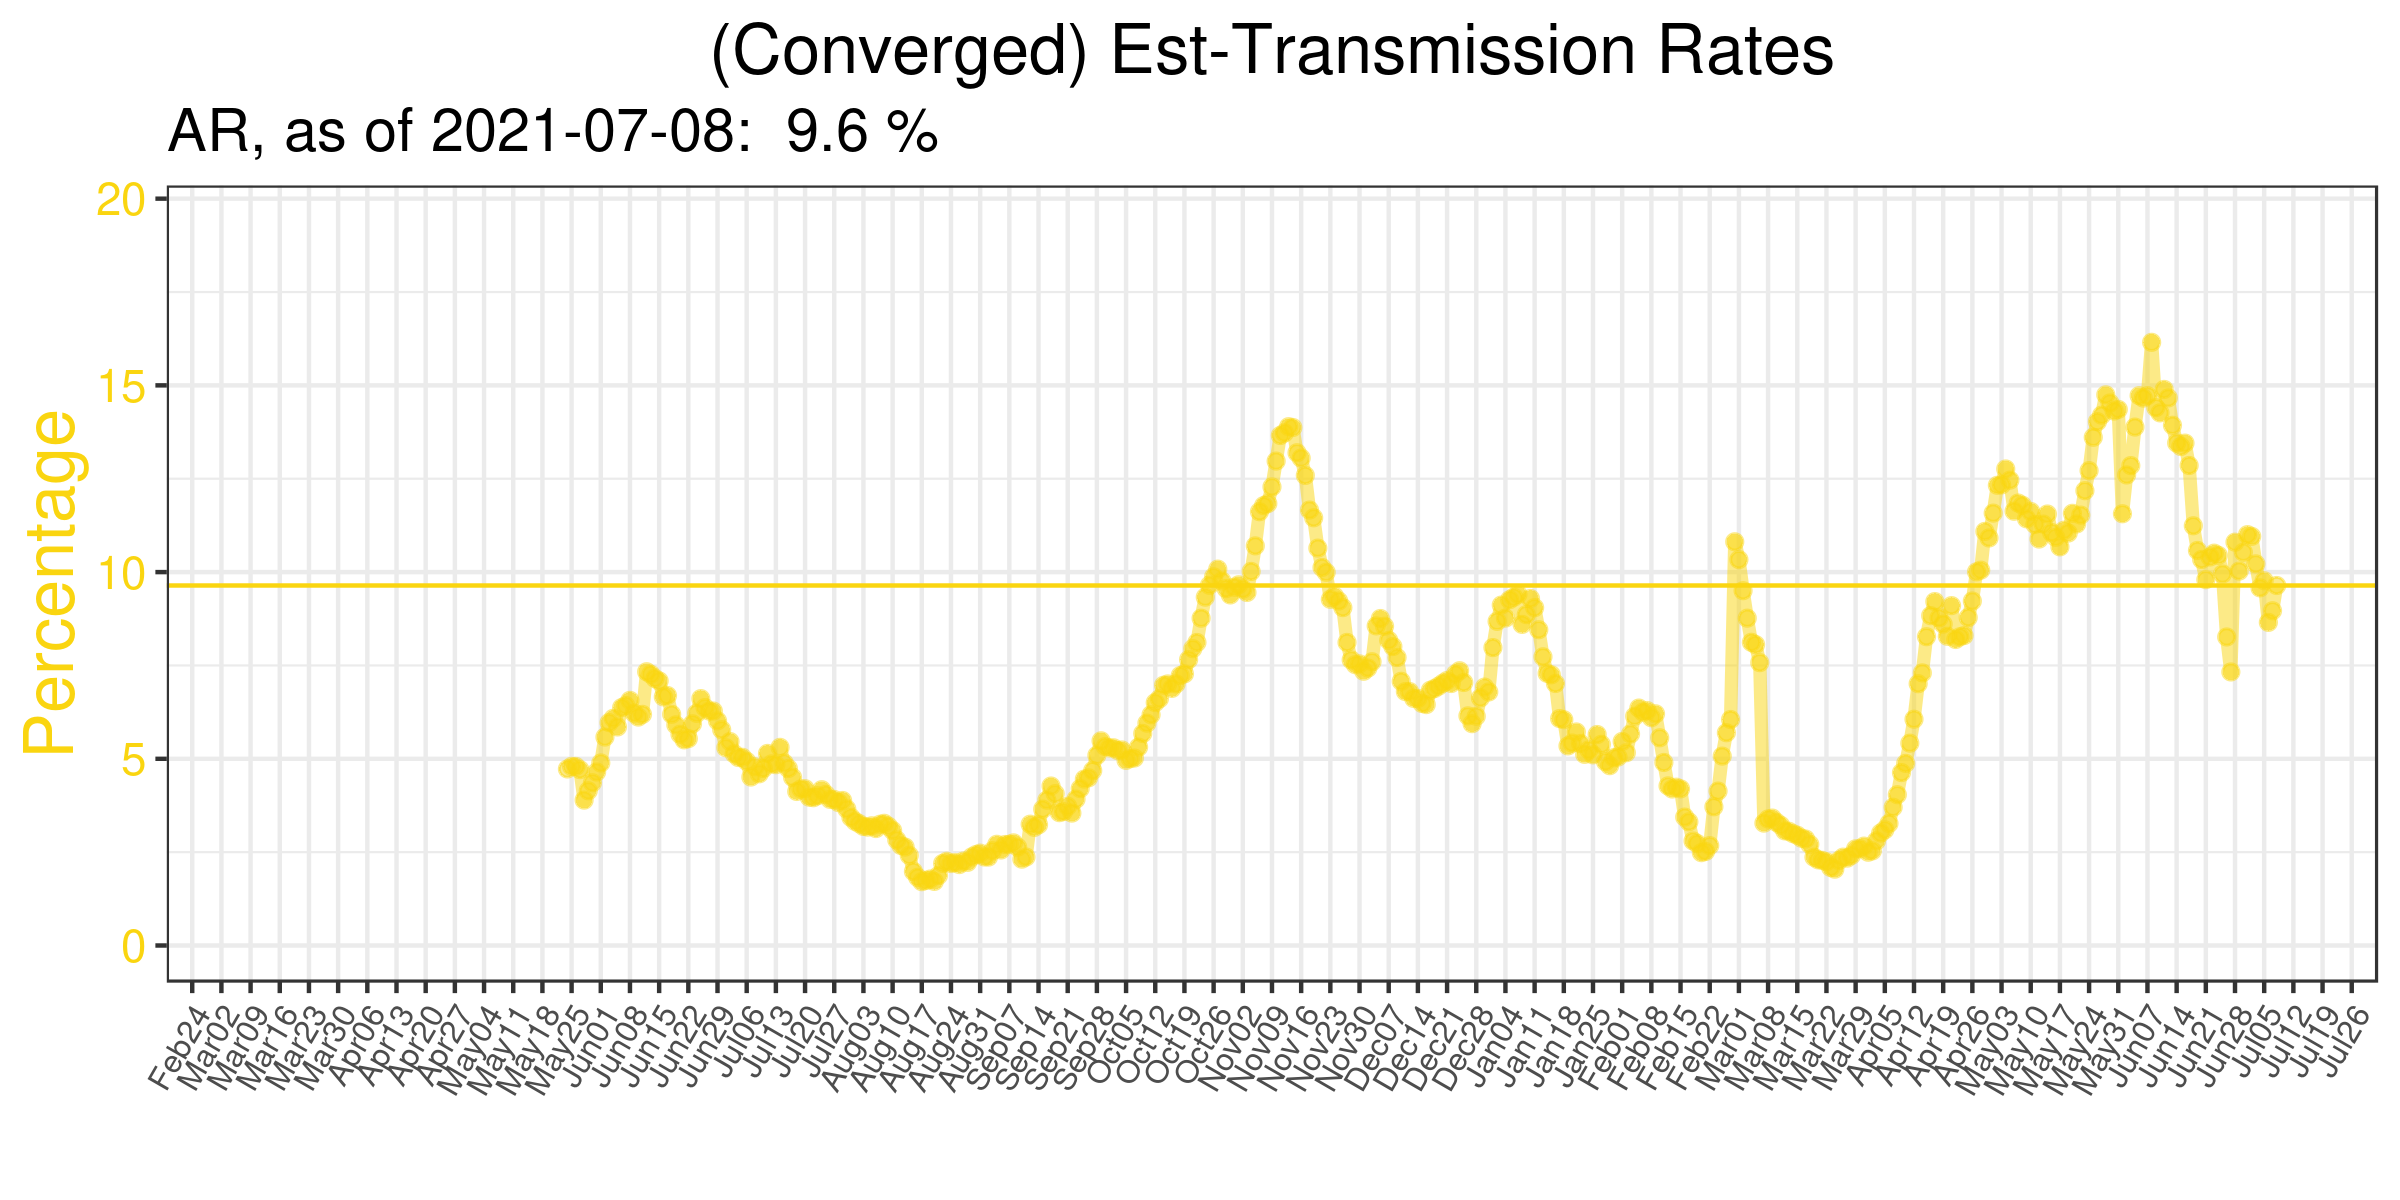 (Converged) Est-Transmission Rates
AR, as of 2021-07-08:  9.6 %
Percentage
20
15
10
5
0
Feb24
Mar02
Mar09
Mar16
Mar23
Mar30
Apr06
Apr13
Apr20
Apr27
May04
May11
May18
May25
Jun01
Jun08
Jun15
Jun22
Jun29
Jul06
Jul13
Jul20
Jul27
Aug03
Aug10
Aug17
Aug24
Aug31
Sep07
Sep14
Sep21
Sep28
Oct05
Oct12
Oct19
Oct26
Nov02
Nov09
Nov16
Nov23
Nov30
Dec07
Dec14
Dec21
Dec28
Jan04
Jan11
Jan18
Jan25
Feb01
Feb08
Feb15
Feb22
Mar01
Mar08
Mar15
Mar22
Mar29
Apr05
Apr12
Apr19
Apr26
May03
May10
May17
May24
May31
Jun07
Jun14
Jun21
Jun28
Jul05
Jul12
Jul19
Jul26